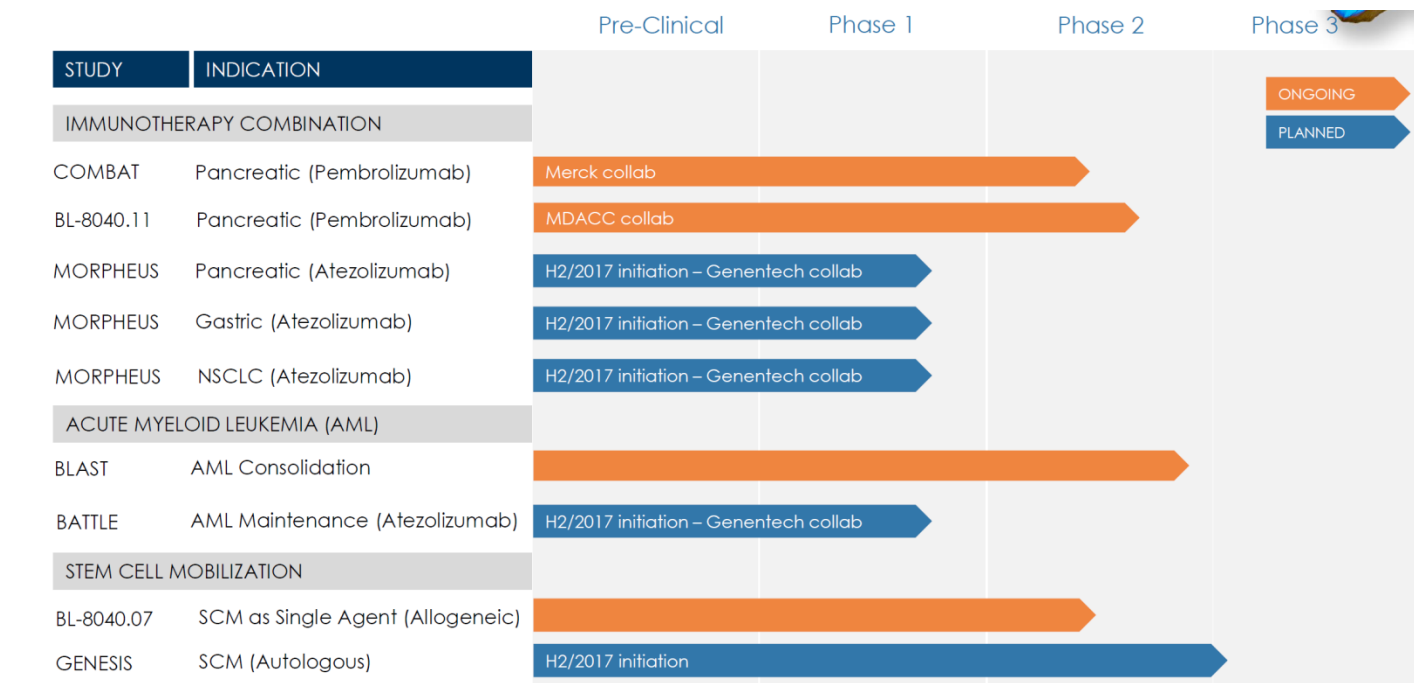 Pre-Clinical Phase 1 Phase 2 Phase 3
STUDY INDICATION
ONGOING
IMMUNOTHERAPY COMBINATION
PLANNED
COMBAT Pancreatic (Pembrolizumab) Merck collab
BL-8040.11 Pancreatic (Pembrolizumab) MDACC collab
MORPHEUS Pancreatic (Atezolizumab) H2/2017 initiation – Genentech collab
MORPHEUS Gastric (Atezolizumab) H2/2017 initiation – Genentech collab
MORPHEUS NSCLC (Atezolizumab) H2/2017 initiation – Genentech collab
ACUTE MYELOID LEUKEMIA (AML)
BLAST AML Consolidation
BATTLE AML Maintenance (Atezolizumab) H2/2017 initiation – Genentech collab
STEM CELL MOBILIZATION
BL-8040.07 SCM as Single Agent (Allogeneic)
GENESIS SCM (Autologous) H2/2017 initiation